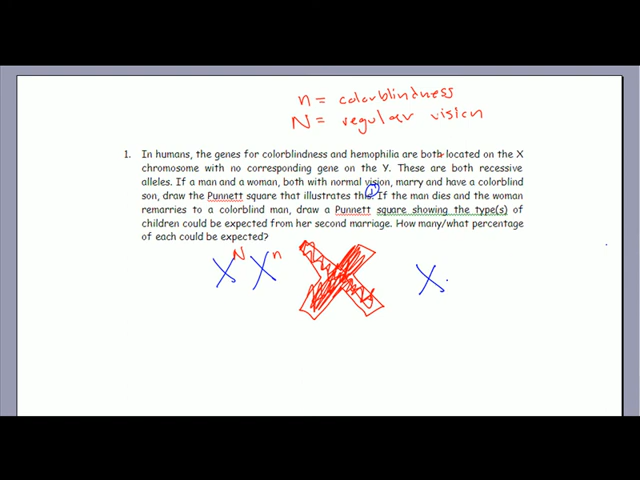 n = colorblindness
N = regular vision
1. In humans, the genes for colorblindness and hemophilia are both located on the X
chromosome with no corresponding gene on the Y. These are both recessive
alleles. If a man and a woman, both with normal vision, marry and have a colorblind
son, draw the Punnett square that illustrates this. If the man dies and the woman
remarries to a colorblind man, draw a Punnett square showing the type(s) of
children could be expected from her second marriage. How many/what percentage
of each could be expected?
X^N X^n X